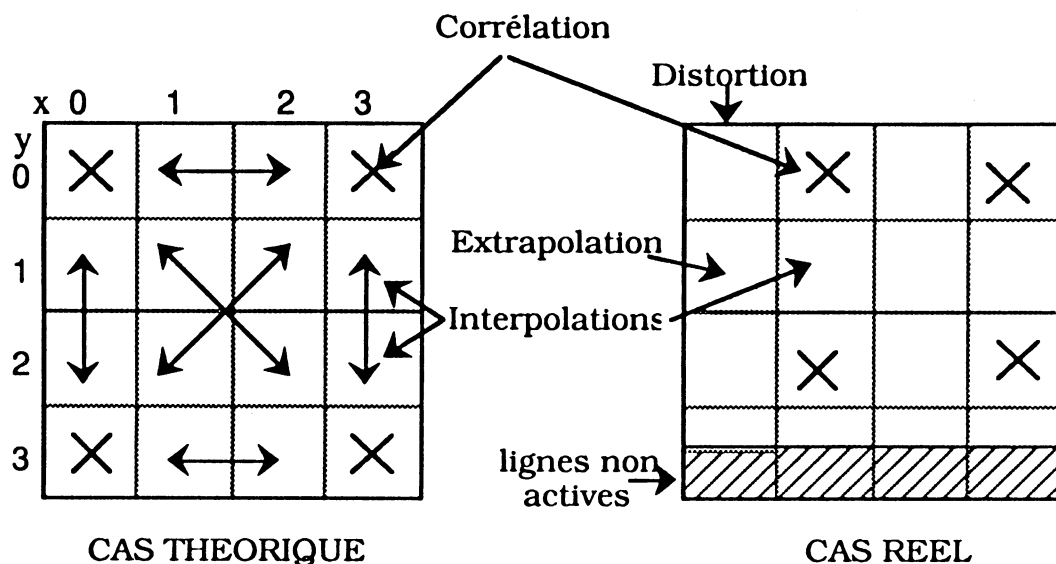 Corrélation
Distortion
x 0 1 2 3
y
0
1
2
3
Extrapolation
Interpolations
lignes non
actives
CAS THEORIQUE
CAS REEL